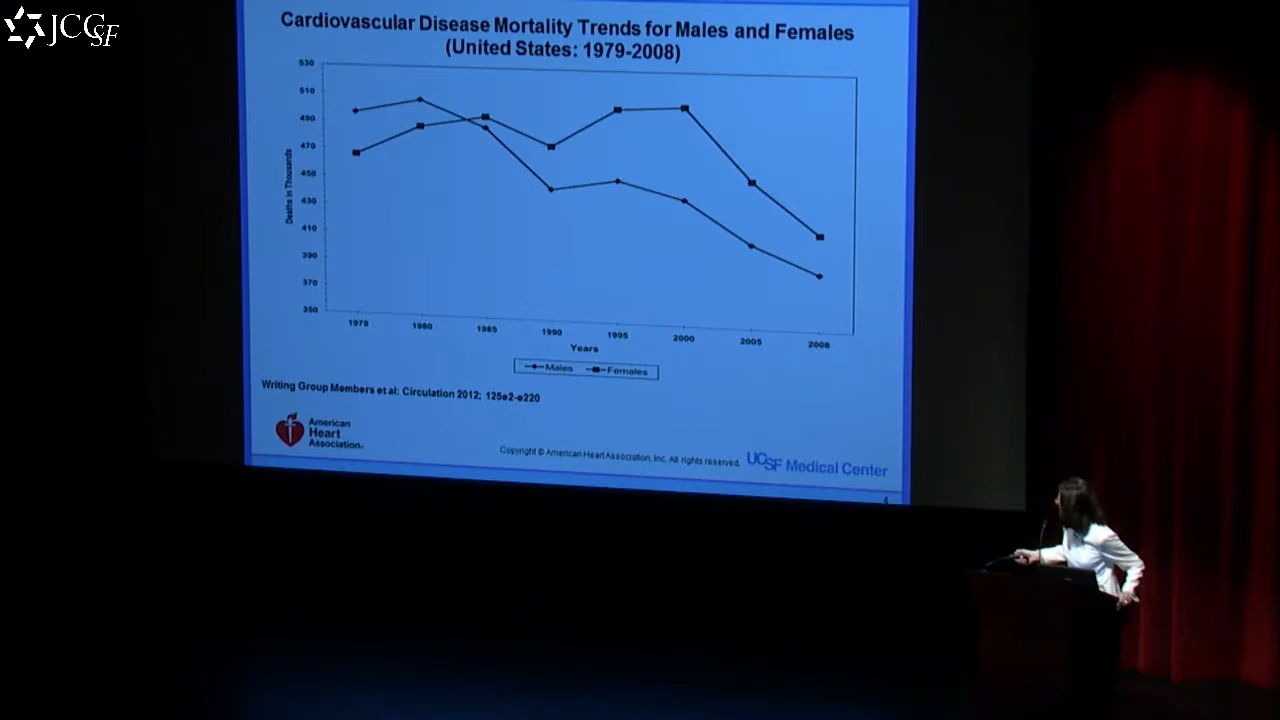 JCCSF
Cardiovascular Disease Mortality Trends for Males and Females
(United States: 1979-2008)
530
510
490
470
450
430
410
390
370
350
Deaths in Thousands
1979
1980
1985
1990
1995
2000
2005
2008
Years
Males
Females
Writing Group Members et al: Circulation 2012; 125e2-e220
American
Heart
Association®
Copyright © American Heart Association, Inc. All rights reserved.
UCSF Medical Center
4